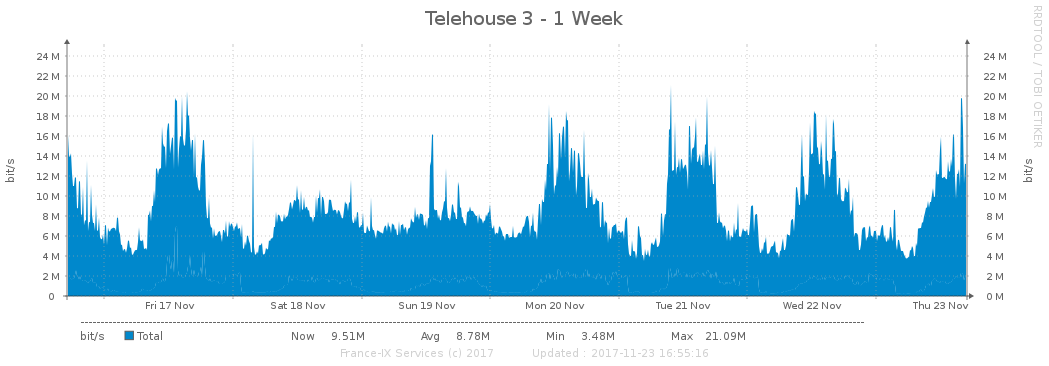 Telehouse 3 - 1 Week
RRDTOOL / TOBI OETIKER
bit/s
24 M 24 M
22 M 22 M
20 M 20 M
18 M 18 M
16 M 16 M
14 M 14 M
12 M 12 M
10 M 10 M
8 M 8 M
6 M 6 M
4 M 4 M
2 M 2 M
0 0 M
bit/s
Fri 17 Nov Sat 18 Nov Sun 19 Nov Mon 20 Nov Tue 21 Nov Wed 22 Nov Thu 23 Nov
bit/s Total Now 9.51M Avg 8.78M Min 3.48M Max 21.09M
France-IX Services (c) 2017 Updated : 2017-11-23 16:55:16